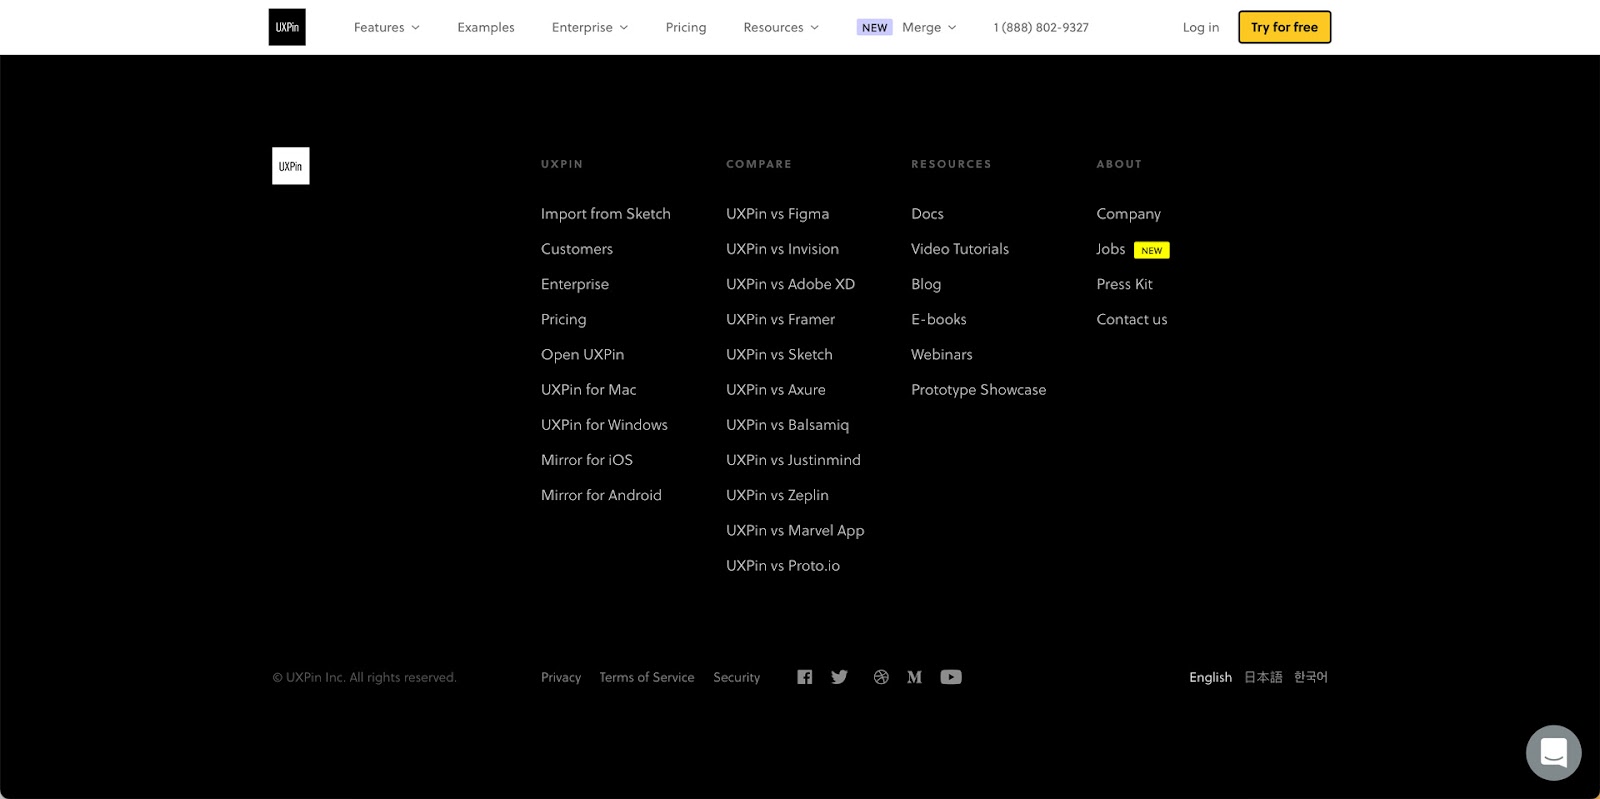 UXPin Features Examples Enterprise Pricing Resources NEW Merge 1 (888) 802-9327 Log in Try for free
UXPin
UXPIN
Import from Sketch
Customers
Enterprise
Pricing
Open UXPin
UXPin for Mac
UXPin for Windows
Mirror for iOS
Mirror for Android
COMPARE
UXPin vs Figma
UXPin vs Invision
UXPin vs Adobe XD
UXPin vs Framer
UXPin vs Sketch
UXPin vs Axure
UXPin vs Balsamiq
UXPin vs Justinmind
UXPin vs Zeplin
UXPin vs Marvel App
UXPin vs Proto.io
RESOURCES
Docs
Video Tutorials
Blog
E-books
Webinars
Prototype Showcase
ABOUT
Company
Jobs NEW
Press Kit
Contact us
© UXPin Inc. All rights reserved. Privacy Terms of Service Security English 日本語 한국어